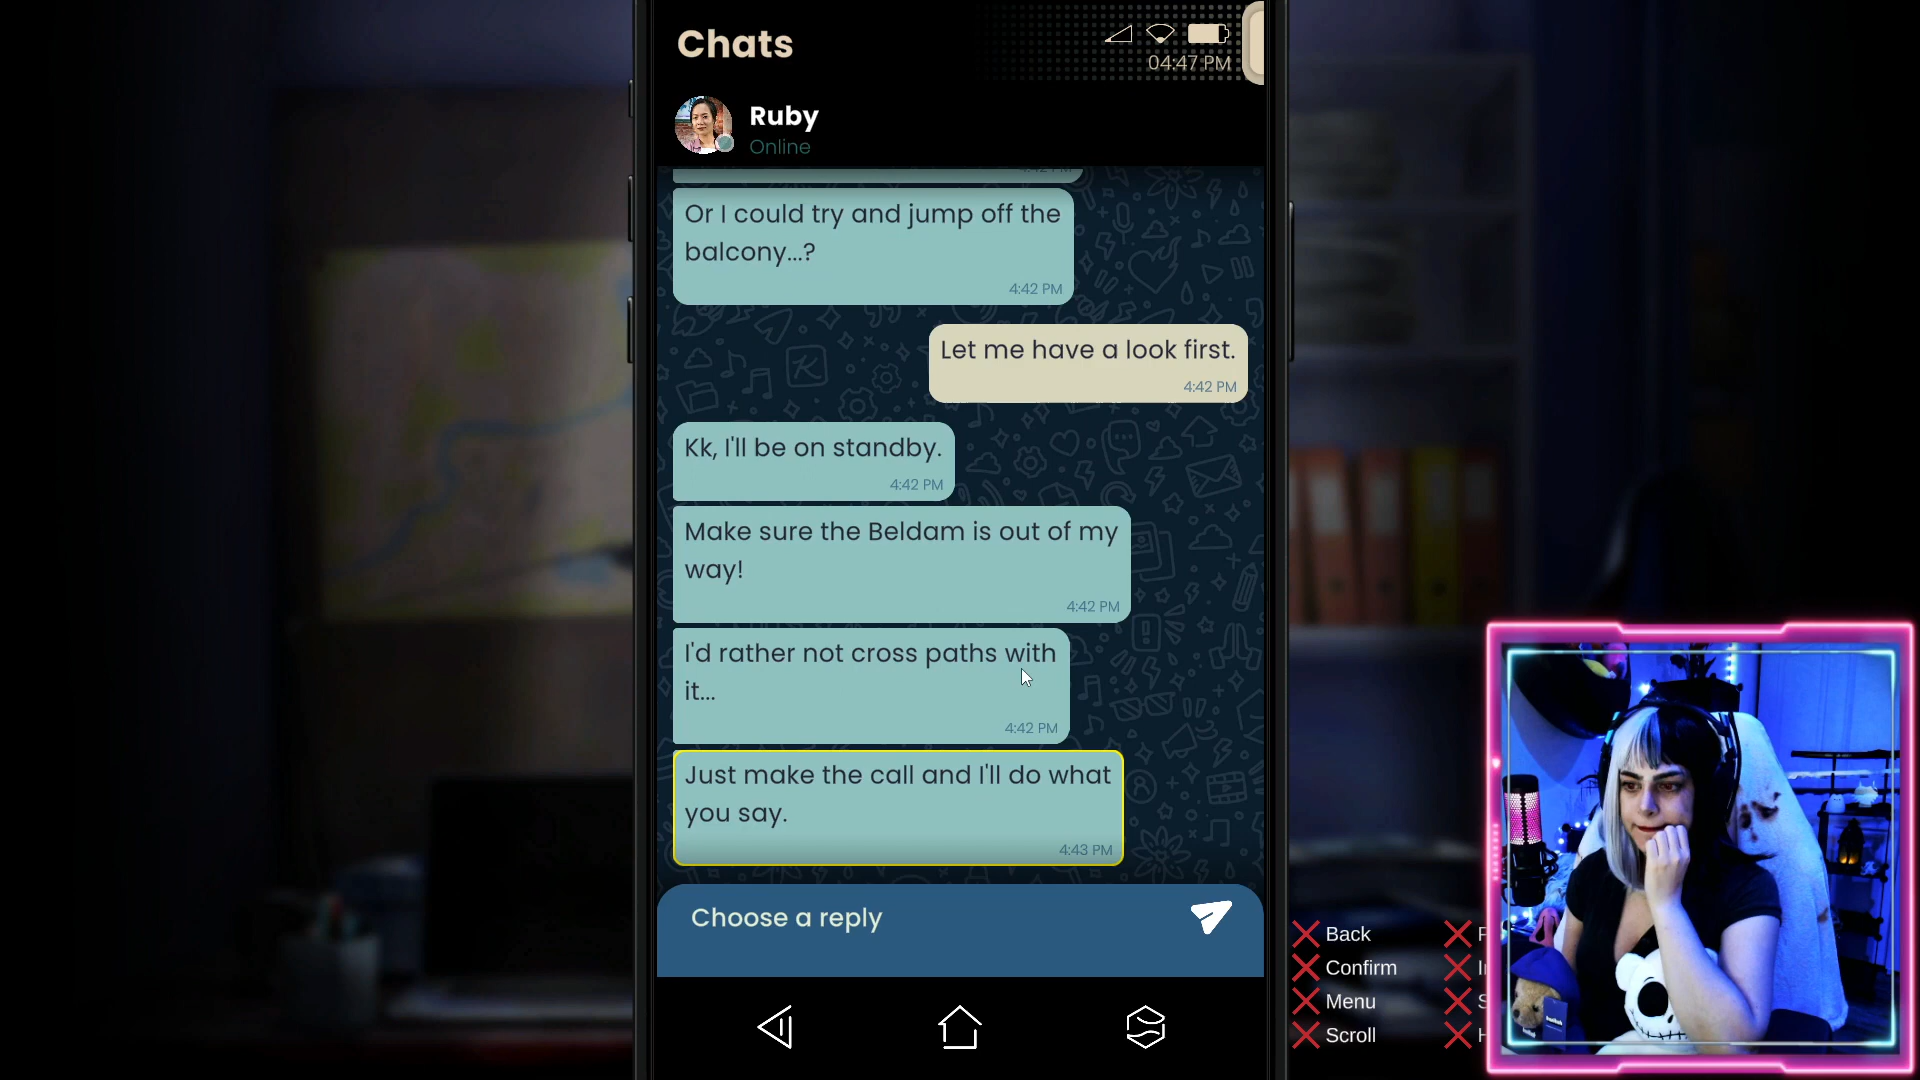 Chats
04:47 PM
Ruby
Online
Or I could try and jump off the
balcony...?
4:42 PM
Let me have a look first.
4:42 PM
Kk, I'll be on standby.
4:42 PM
Make sure the Beldam is out of my
way!
4:42 PM
I'd rather not cross paths with
it...
4:42 PM
Just make the call and I'll do what
you say.
4:43 PM
Choose a reply
Back
Confirm
Menu
Scroll